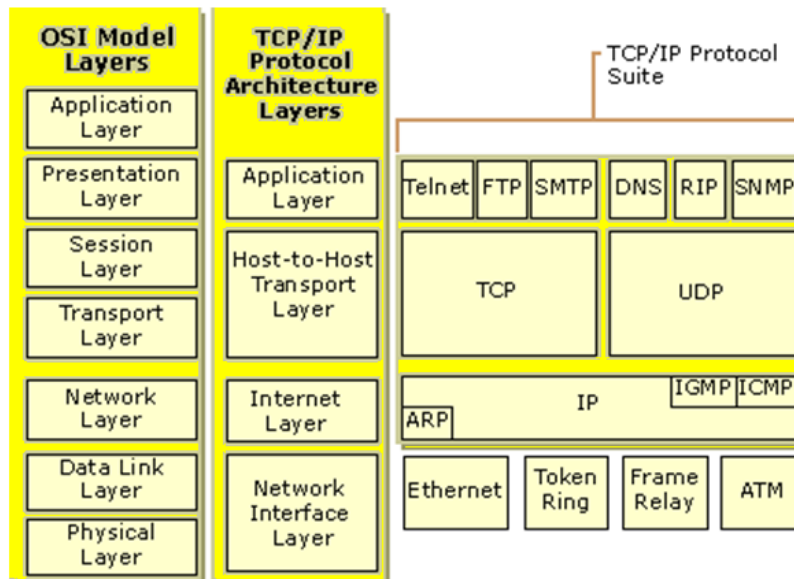 OSI Model
Layers
Application
Layer
Presentation
Layer
Session
Layer
Transport
Layer
Network
Layer
Data Link
Layer
Physical
Layer
TCP/IP
Protocol
Architecture
Layers
Application
Layer
Host-to-Host
Transport
Layer
Internet
Layer
Network
Interface
Layer
TCP/IP Protocol
Suite
Telnet FTP SMTP DNS RIP SNMP
TCP UDP
IGMP ICMP
IP
ARP
Ethernet
Token
Ring
Frame
Relay
ATM